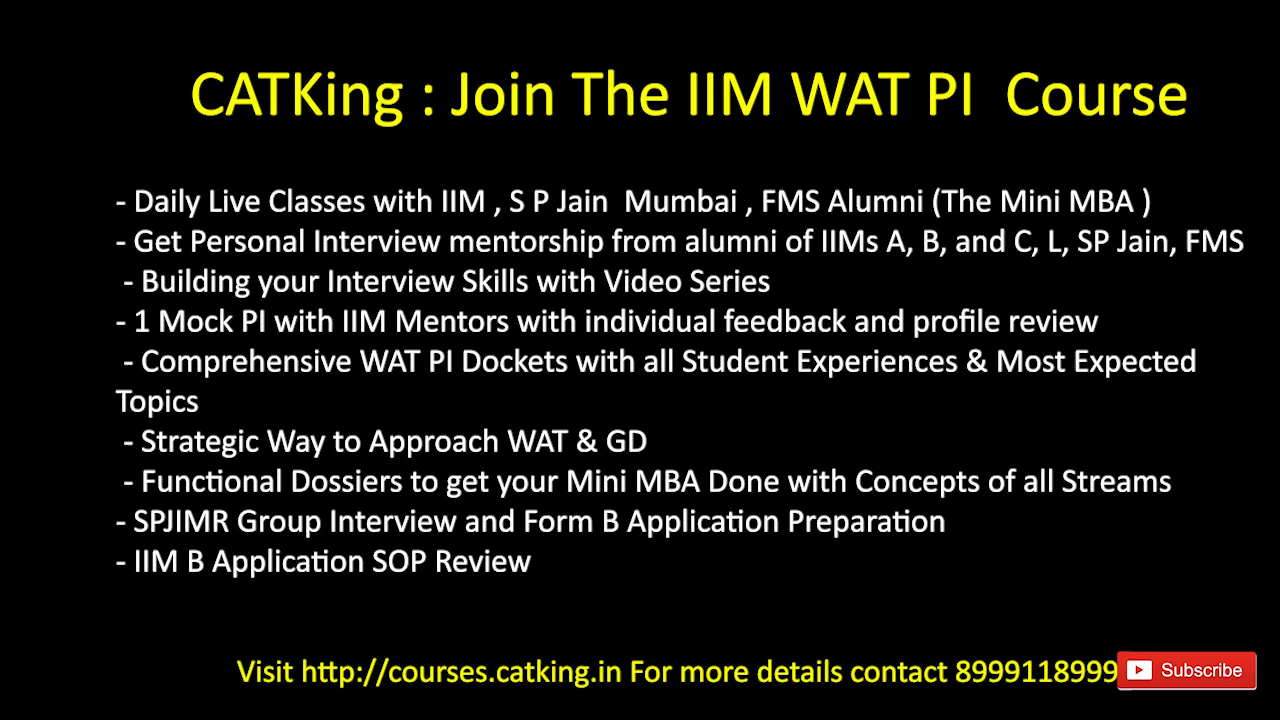 CATKing : Join The IIM WAT PI  Course
- Daily Live Classes with IIM , S P Jain  Mumbai , FMS Alumni (The Mini MBA )
- Get Personal Interview mentorship from alumni of IIMs A, B, and C, L, SP Jain, FMS
- Building your Interview Skills with Video Series
- 1 Mock PI with IIM Mentors with individual feedback and profile review
- Comprehensive WAT PI Dockets with all Student Experiences & Most Expected
Topics
- Strategic Way to Approach WAT & GD
- Functional Dossiers to get your Mini MBA Done with Concepts of all Streams
- SPJIMR Group Interview and Form B Application Preparation
- IIM B Application SOP Review
Visit http://courses.catking.in For more details contact 8999118999
Subscribe